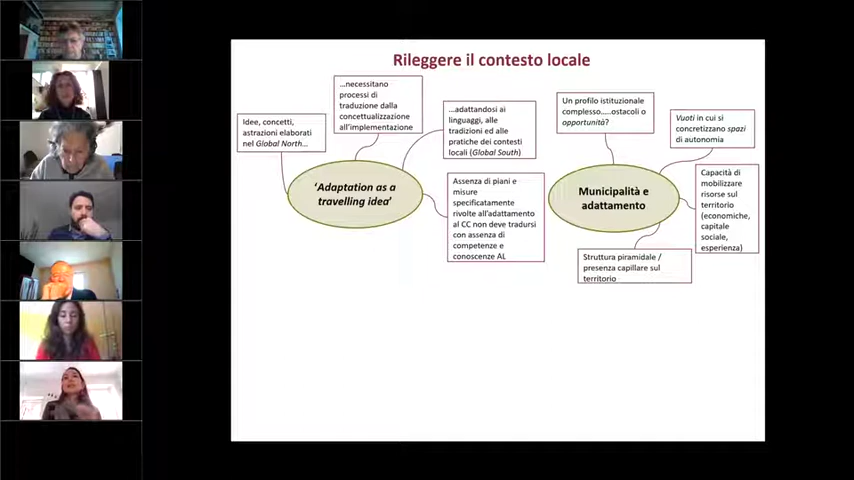 Rileggere il contesto locale
Idee, concetti,
astrazioni elaborati
nel Global North…
…necessitano
processi di
traduzione dalla
concettualizzazione
all'implementazione
…adattandosi ai
linguaggi, alle
tradizioni ed alle
pratiche dei contesti
locali (Global South)
'Adaptation as a
travelling idea'
Assenza di piani e
misure
specificatamente
rivolte all'adattamento
al CC non deve tradursi
con assenza di
competenze e
conoscenze AL
Un profilo istituzionale
complesso…..ostacoli o
opportunità?
Vuoti in cui si
concretizzano spazi
di autonomia
Municipalità e
adattamento
Capacità di
mobilizzare
risorse sul
territorio
(economiche,
capitale
sociale,
esperienza)
Struttura piramidale /
presenza capillare sul
territorio